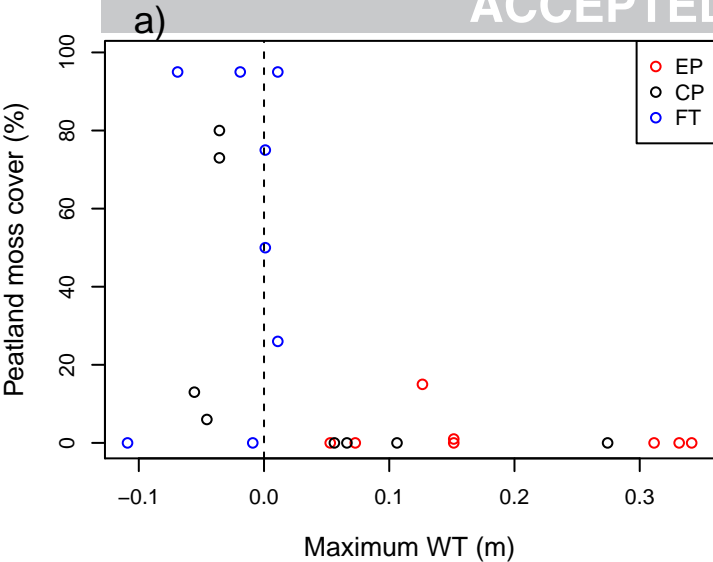 ACCEPTED
a)
EP
CP
FT
Peatland moss cover (%)
100
80
60
40
20
0
−0.1 0.0 0.1 0.2 0.3
Maximum WT (m)